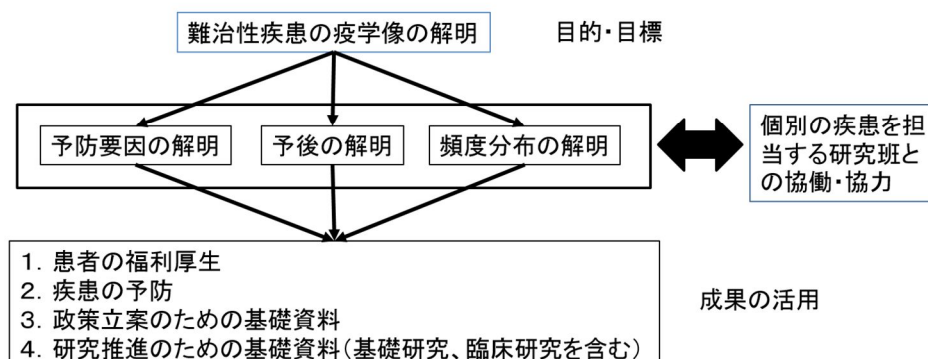 難治性疾患の疫学像の解明
目的・目標
予防要因の解明
予後の解明
頻度分布の解明
個別の疾患を担
当する研究班と
の協働・協力
1. 患者の福利厚生
2. 疾患の予防
3. 政策立案のための基礎資料
4. 研究推進のための基礎資料(基礎研究、臨床研究を含む)
成果の活用